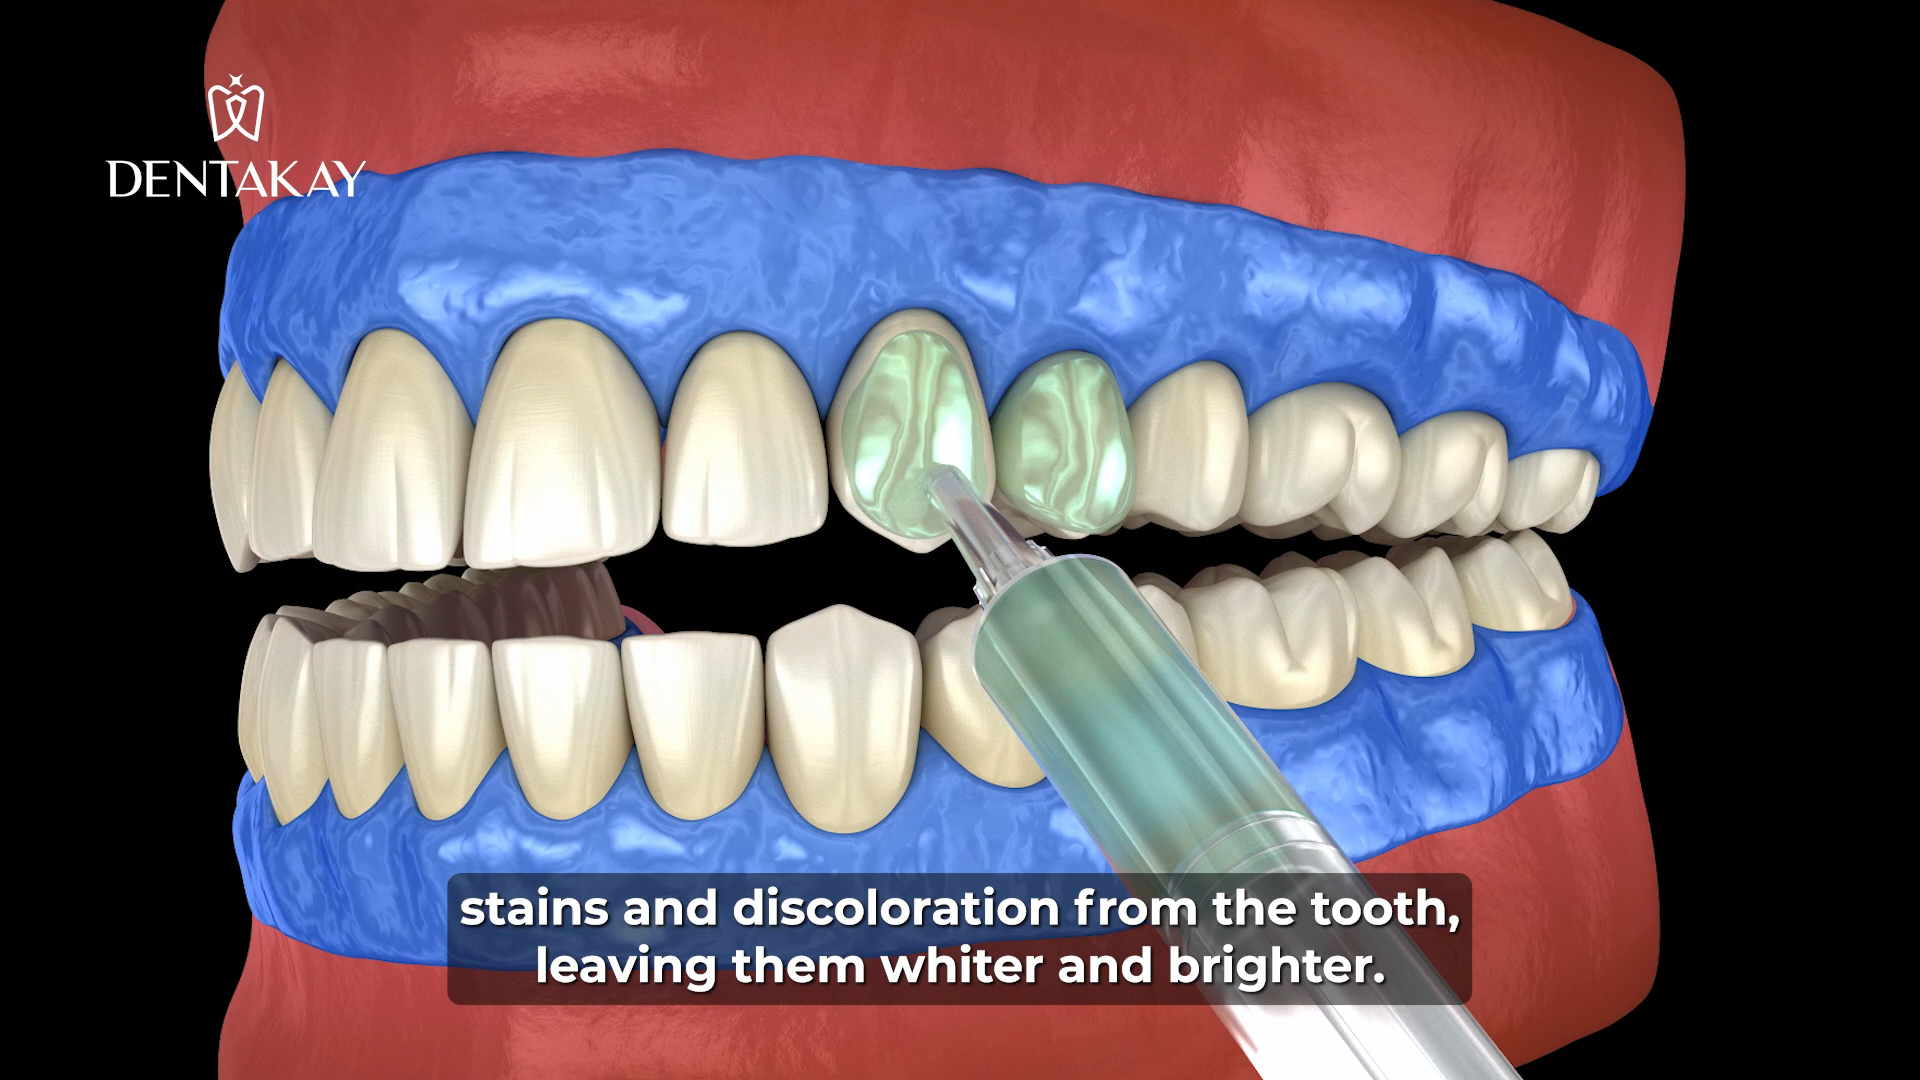 DENTAKAY
stains and discoloration from the tooth,
leaving them whiter and brighter.